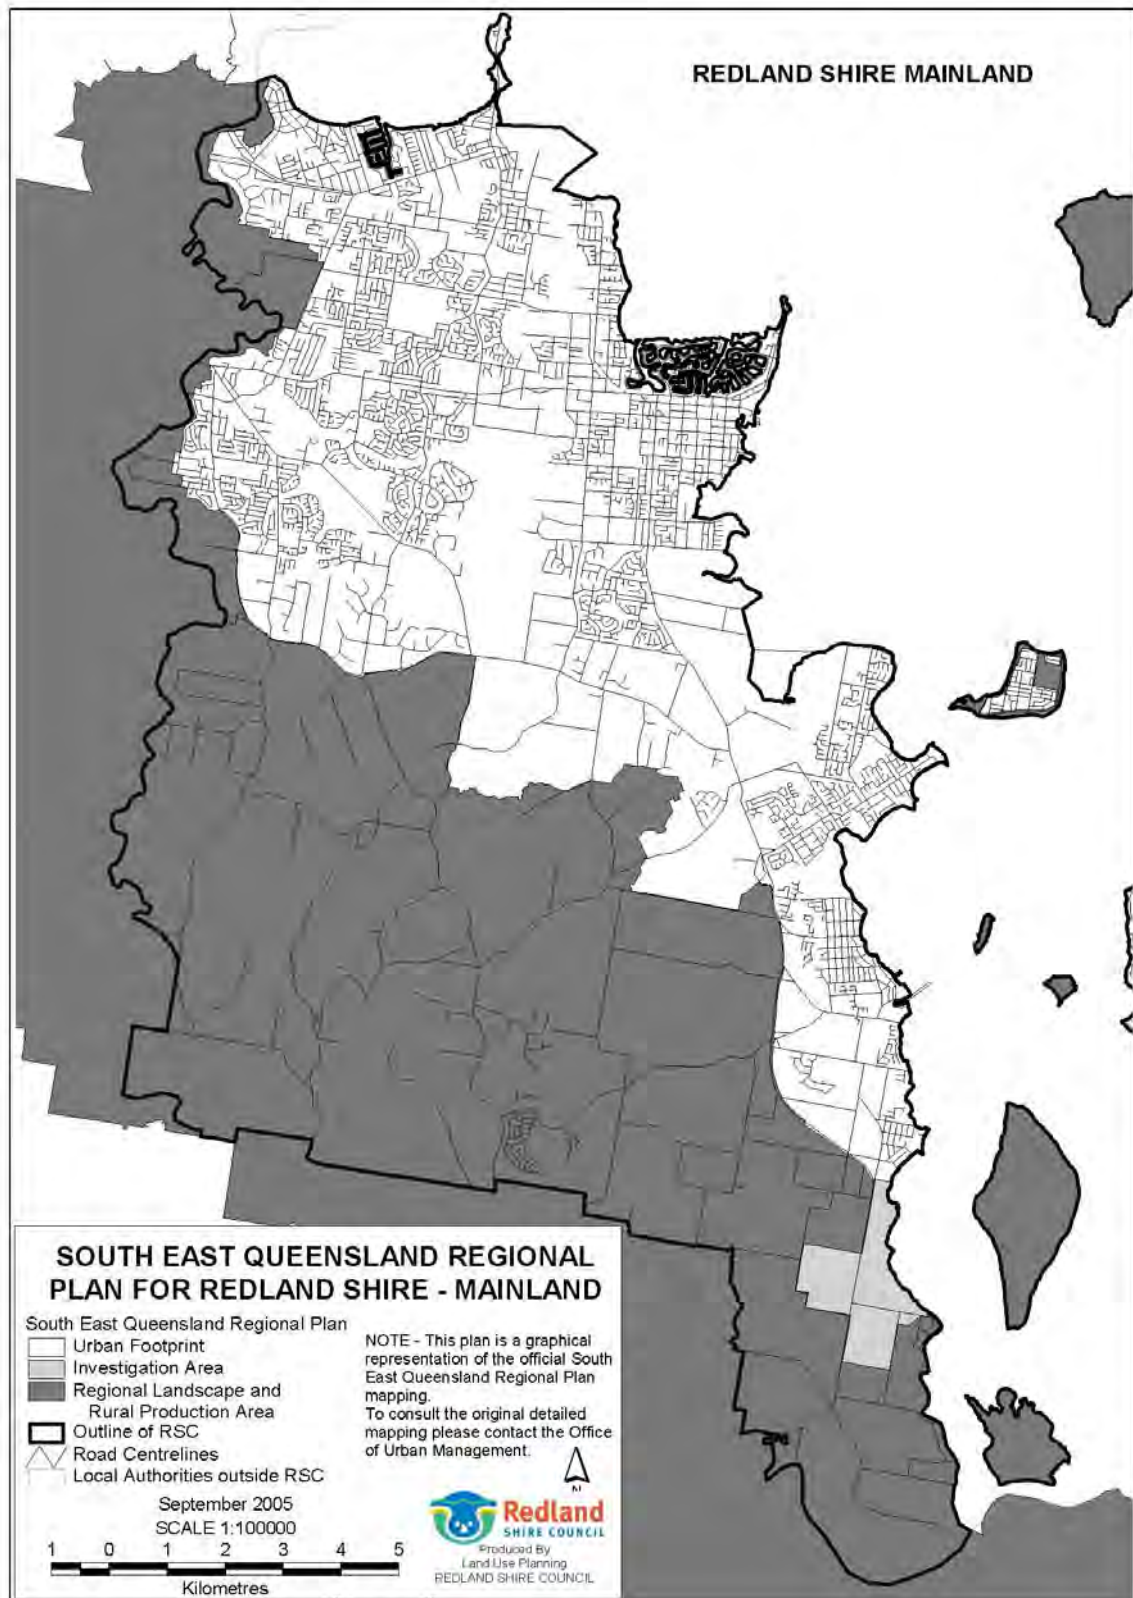 REDLAND SHIRE MAINLAND
SOUTH EAST QUEENSLAND REGIONAL
PLAN FOR REDLAND SHIRE - MAINLAND
South East Queensland Regional Plan
Urban Footprint
Investigation Area
Regional Landscape and
Rural Production Area
Outline of RSC
Road Centrelines
Local Authorities outside RSC
NOTE - This plan is a graphical
representation of the official South
East Queensland Regional Plan
mapping.
To consult the original detailed
mapping please contact the Office
of Urban Management.
N
September 2005
SCALE 1:100000
1 0 1 2 3 4 5
Kilometres
Redland
SHIRE COUNCIL
Produced By
Land Use Planning
REDLAND SHIRE COUNCIL